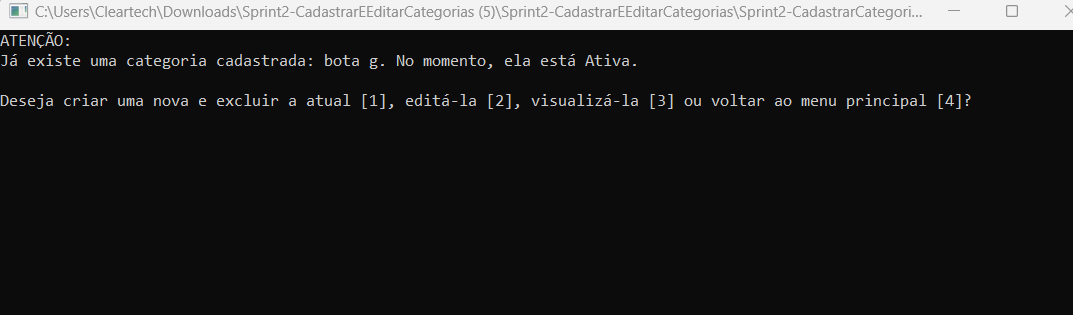 C:\Users\Cleartech\Downloads\Sprint2-CadastrarEEditarCategorias (5)\Sprint2-CadastrarEEditarCategorias\Sprint2-CadastrarCategori...
ATENÇÃO:
Já existe uma categoria cadastrada: bota g. No momento, ela está Ativa.
Deseja criar uma nova e excluir a atual [1], editá-la [2], visualizá-la [3] ou voltar ao menu principal [4]?